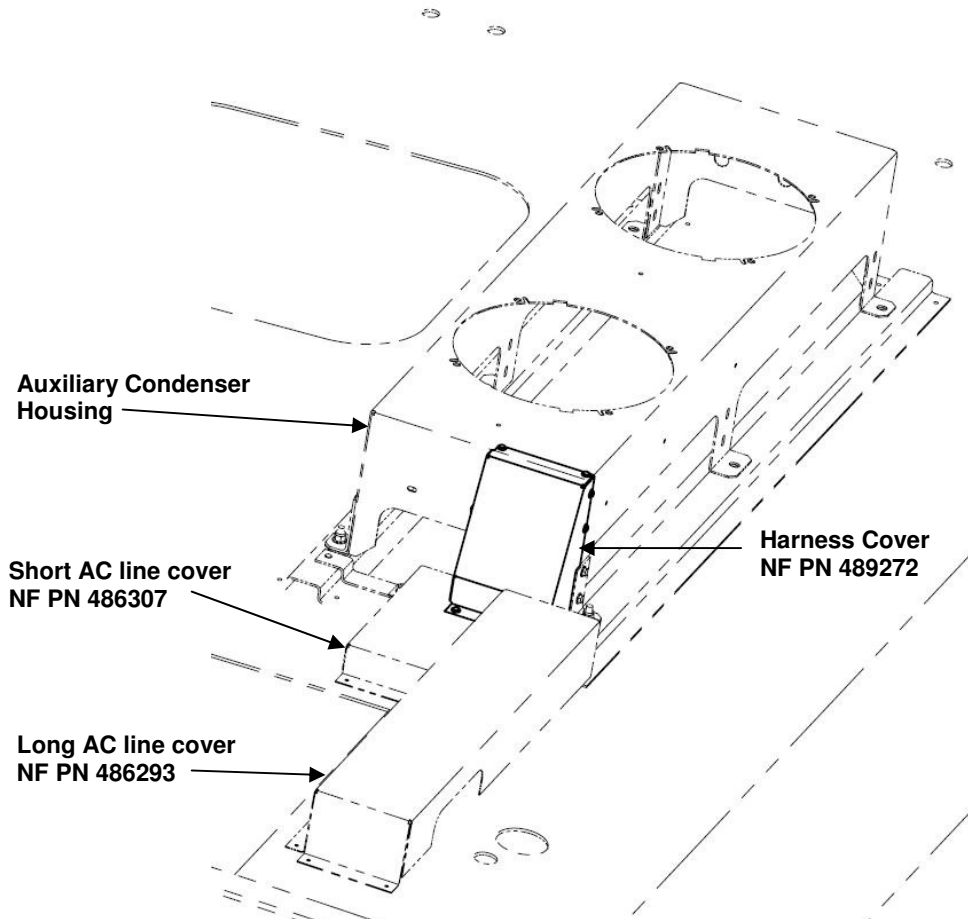 Auxiliary Condenser
Housing
Harness Cover
NF PN 489272
Short AC line cover
NF PN 486307
Long AC line cover
NF PN 486293